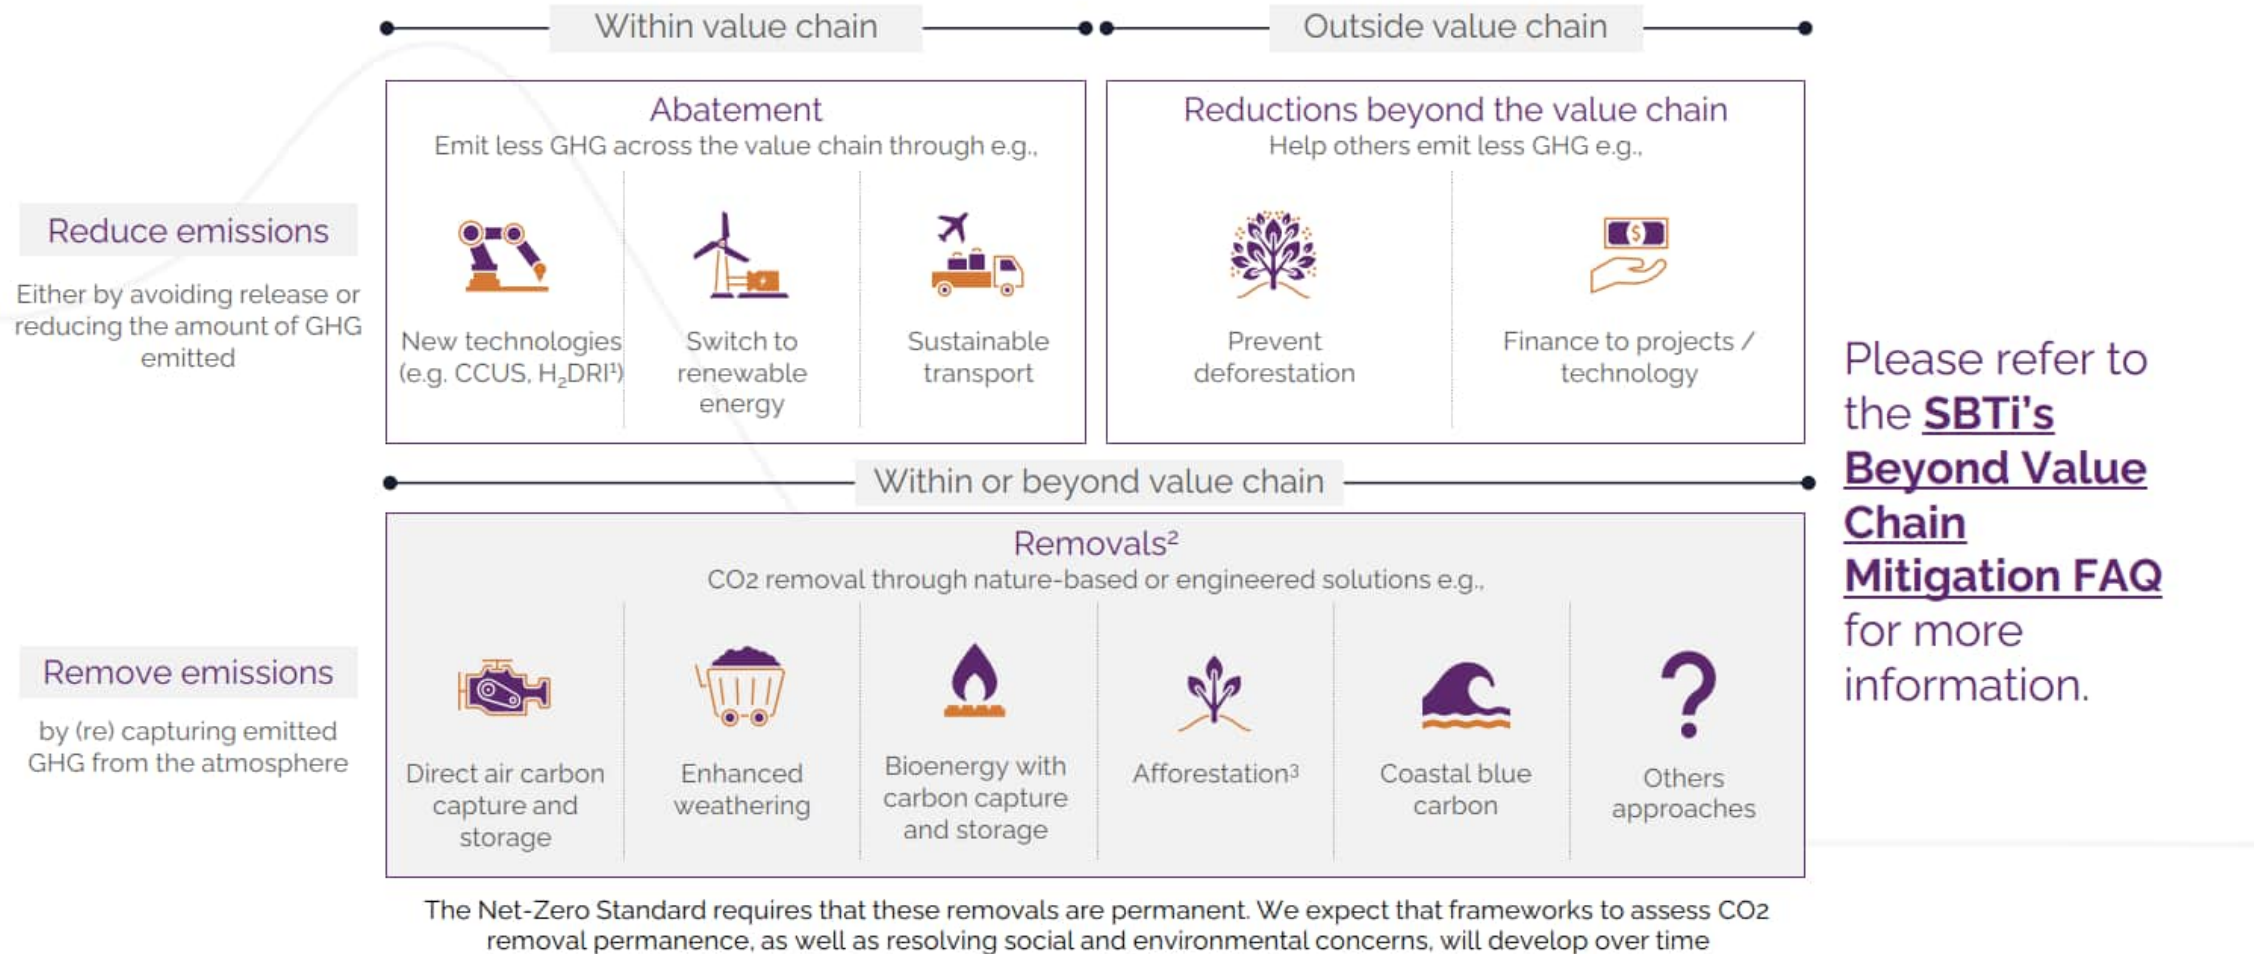 Within value chain
Outside value chain
Abatement
Emit less GHG across the value chain through e.g.,
Reductions beyond the value chain
Help others emit less GHG e.g.,
Reduce emissions
Either by avoiding release or
reducing the amount of GHG
emitted
New technologies
(e.g. CCUS, H₂DRI¹)
Switch to
renewable
energy
Sustainable
transport
Prevent
deforestation
$
Finance to projects /
technology
Within or beyond value chain
Removals²
CO2 removal through nature-based or engineered solutions e.g.,
Remove emissions
by (re) capturing emitted
GHG from the atmosphere
Direct air carbon
capture and
storage
Enhanced
weathering
Bioenergy with
carbon capture
and storage
Afforestation³
Coastal blue
carbon
?
Others
approaches
The Net-Zero Standard requires that these removals are permanent. We expect that frameworks to assess CO2
removal permanence, as well as resolving social and environmental concerns, will develop over time
Please refer to
the SBTi's
Beyond Value
Chain
Mitigation FAQ
for more
information.